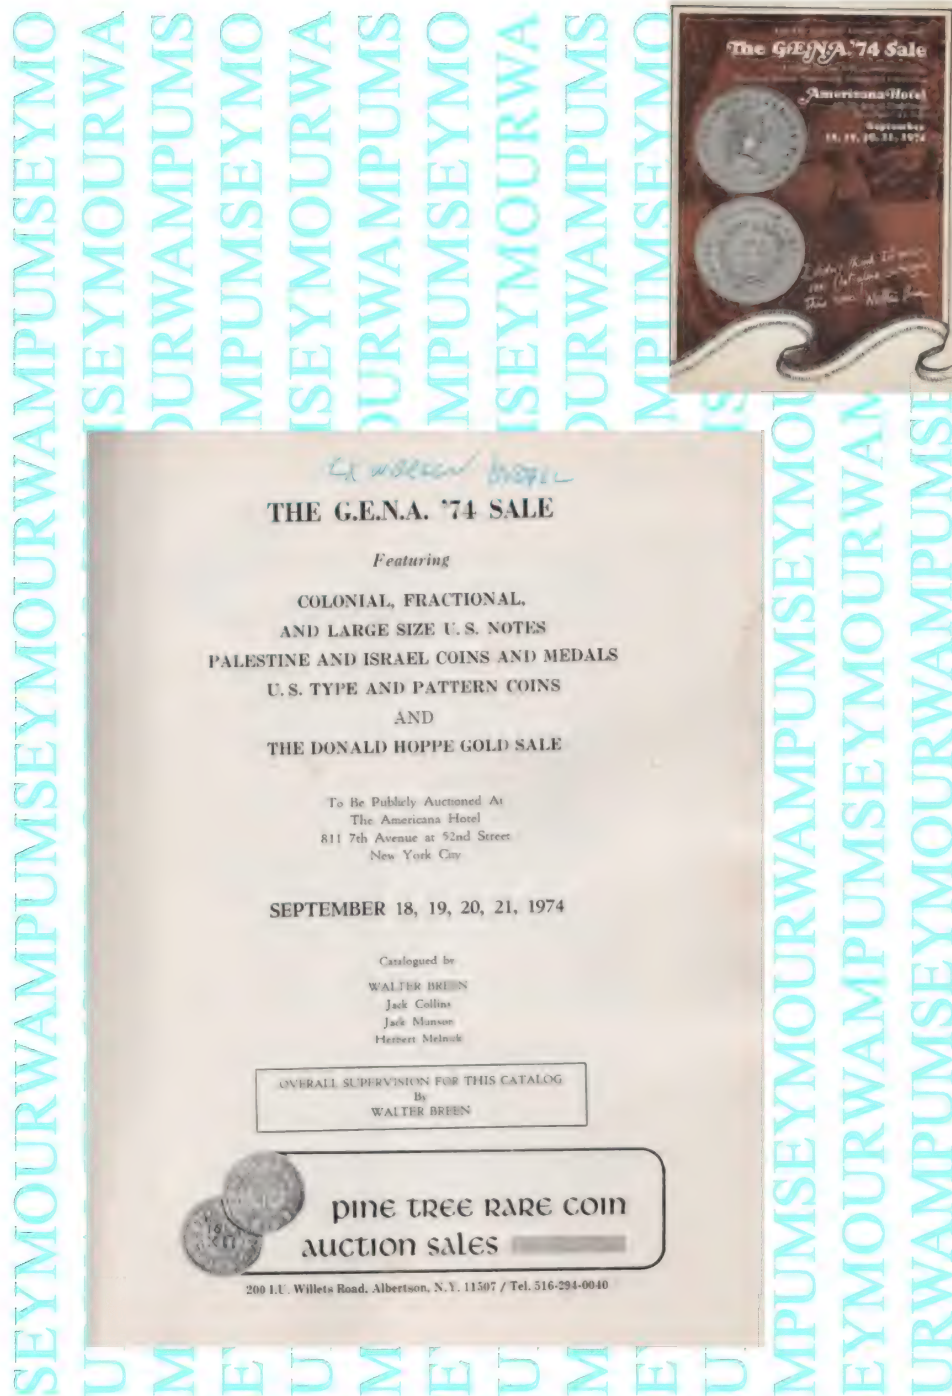 The G.E.N.A. '74 Sale
Americana Hotel
September
18, 19, 20, 21, 1974
Walter Breen
THE G.E.N.A. '74 SALE
Featuring
COLONIAL, FRACTIONAL,
AND LARGE SIZE U. S. NOTES
PALESTINE AND ISRAEL COINS AND MEDALS
U. S. TYPE AND PATTERN COINS
AND
THE DONALD HOPPE GOLD SALE
To Be Publicly Auctioned At
The Americana Hotel
811 7th Avenue at 52nd Street
New York City
SEPTEMBER 18, 19, 20, 21, 1974
Catalogued by
WALTER BREEN
Jack Collins
Jack Munson
Herbert Melnick
OVERALL SUPERVISION FOR THIS CATALOG
By
WALTER BREEN
PINE TREE RARE COIN
AUCTION SALES
200 I.U. Willets Road, Albertson, N.Y. 11507 / Tel. 516-294-0040
SEYMOURWAMPUMSEYMOURWAMPUMSEYMO